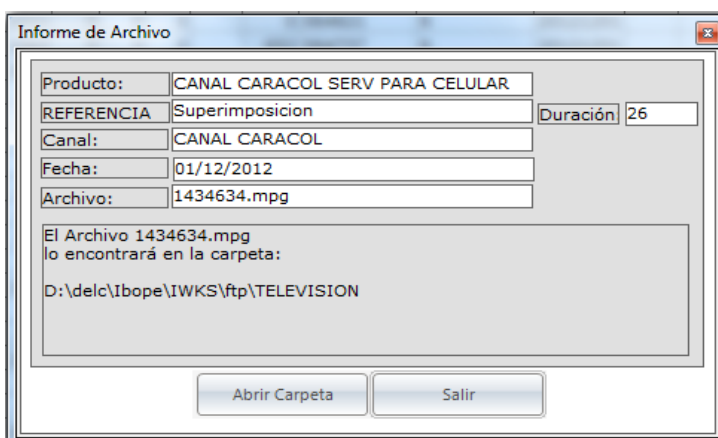 Informe de Archivo
Producto: CANAL CARACOL SERV PARA CELULAR
REFERENCIA Superimposicion Duración 26
Canal: CANAL CARACOL
Fecha: 01/12/2012
Archivo: 1434634.mpg
El Archivo 1434634.mpg
lo encontrará en la carpeta:
D:\delc\Ibope\IWKS\ftp\TELEVISION
Abrir Carpeta Salir